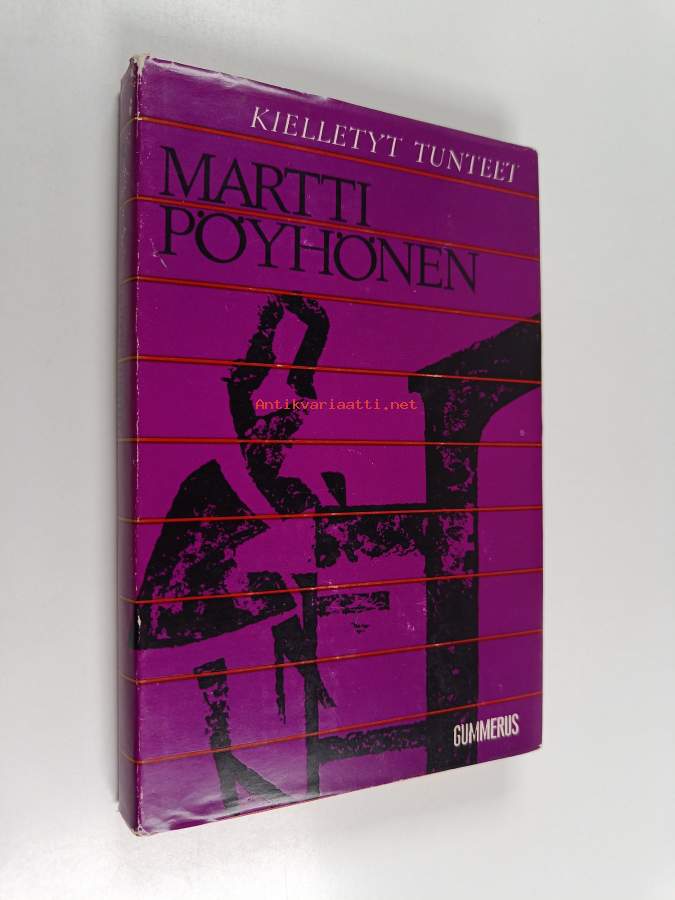 KIELLETYT TUNTEET
MARTTI
PÖYHÖNEN
Antikvariaatti.net
GUMMERUS